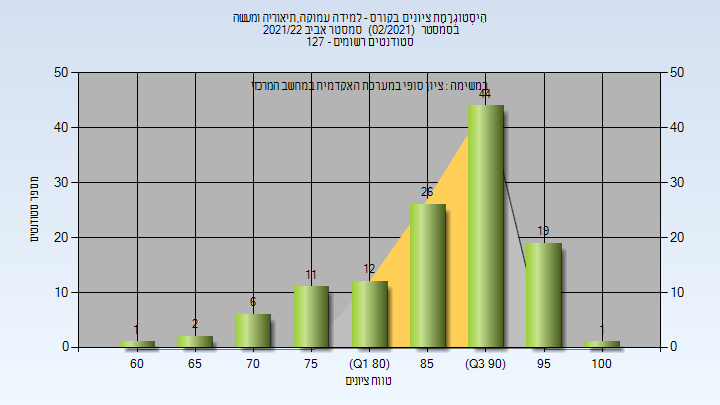 היסטוגרמת ציונים בקורס - למידה עמוקה,תיאוריה ומעשה
בסמסטר (02/2021) סמסטר אביב 2021/22
סטודנטים רשומים - 127
במשימה : ציון סופי במערכת האקדמית במחשב המרכזי
50 50
40 40
30 30
20 20
10 10
0 0
1 2 6 11 12 26 44 19 1
60 65 70 75 (Q1 80) 85 (Q3 90) 95 100
מספר סטודנטים
טווח ציונים